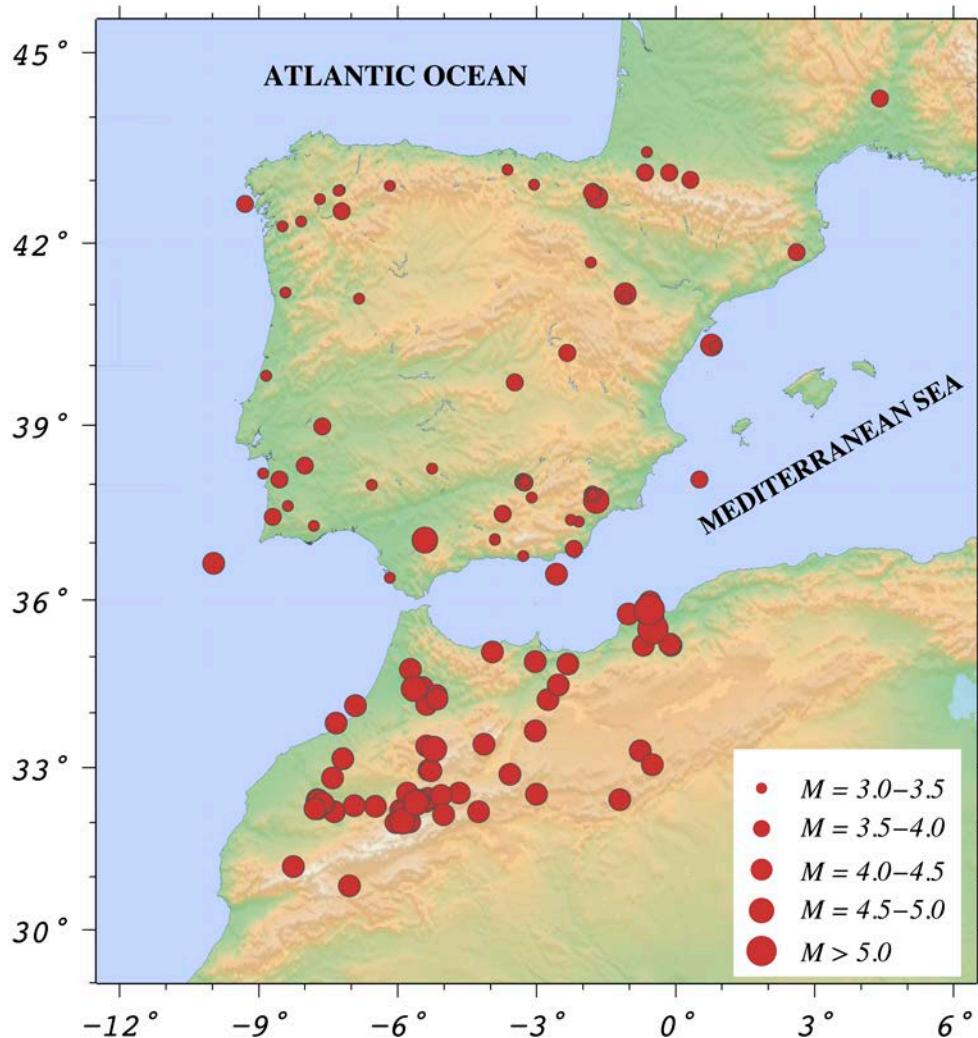 45°
ATLANTIC OCEAN
42°
39°
MEDITERRANEAN SEA
36°
33°
M = 3.0−3.5
M = 3.5−4.0
M = 4.0−4.5
M = 4.5−5.0
M > 5.0
30°
−12° −9° −6° −3° 0° 3° 6°